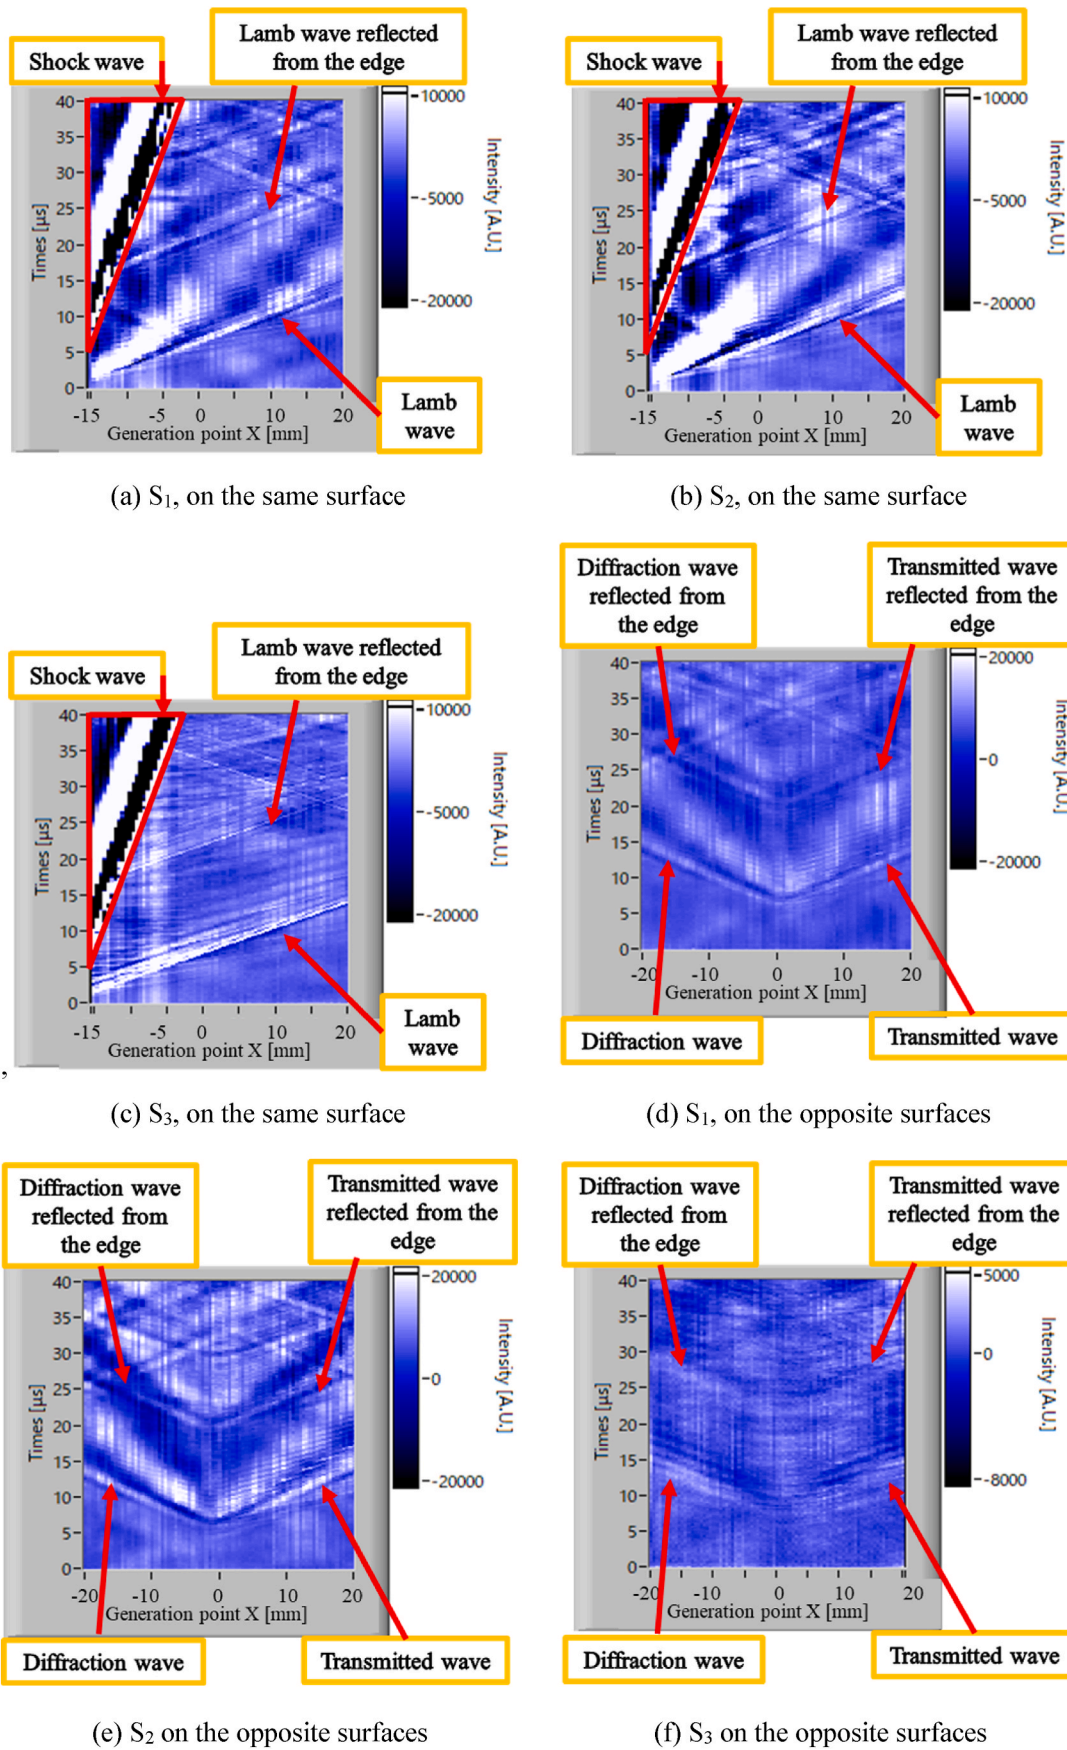 Shock wave
Lamb wave reflected
from the edge
40
35
30
25
20
15
10
5
0
Times [μs]
-15
-5
0
10
20
Generation point X [mm]
10000
-5000
-20000
Intensity [A.U.]
Lamb
wave
(a) S₁, on the same surface
Shock wave
Lamb wave reflected
from the edge
40
35
30
25
20
15
10
5
0
Times [μs]
-15
-5
0
10
20
Generation point X [mm]
10000
-5000
-20000
Intensity [A.U.]
Lamb
wave
(b) S₂, on the same surface
Shock wave
Lamb wave reflected
from the edge
40
35
30
25
20
15
10
5
0
Times [μs]
-15
-5
0
10
20
Generation point X [mm]
10000
-5000
-20000
Intensity [A.U.]
Lamb
wave
,
(c) S₃, on the same surface
Diffraction wave
reflected from
the edge
Transmitted wave
reflected from the
edge
40
35
30
25
20
15
10
5
0
Times [μs]
-20
-10
0
10
20
Generation point X [mm]
20000
-0
-20000
Intensity [A.U.]
Diffraction wave
Transmitted wave
(d) S₁, on the opposite surfaces
Diffraction wave
reflected from
the edge
Transmitted wave
reflected from the
edge
40
35
30
25
20
15
10
5
0
Times [μs]
-20
-10
0
10
20
Generation point X [mm]
-20000
-0
-20000
Intensity [A.U.]
Diffraction wave
Transmitted wave
(e) S₂ on the opposite surfaces
Diffraction wave
reflected from
the edge
Transmitted wave
reflected from the
edge
40
35
30
25
20
15
10
5
0
Times [μs]
-20
-10
0
10
20
Generation point X [mm]
5000
-0
-8000
Intensity [A.U.]
Diffraction wave
Transmitted wave
(f) S₃ on the opposite surfaces